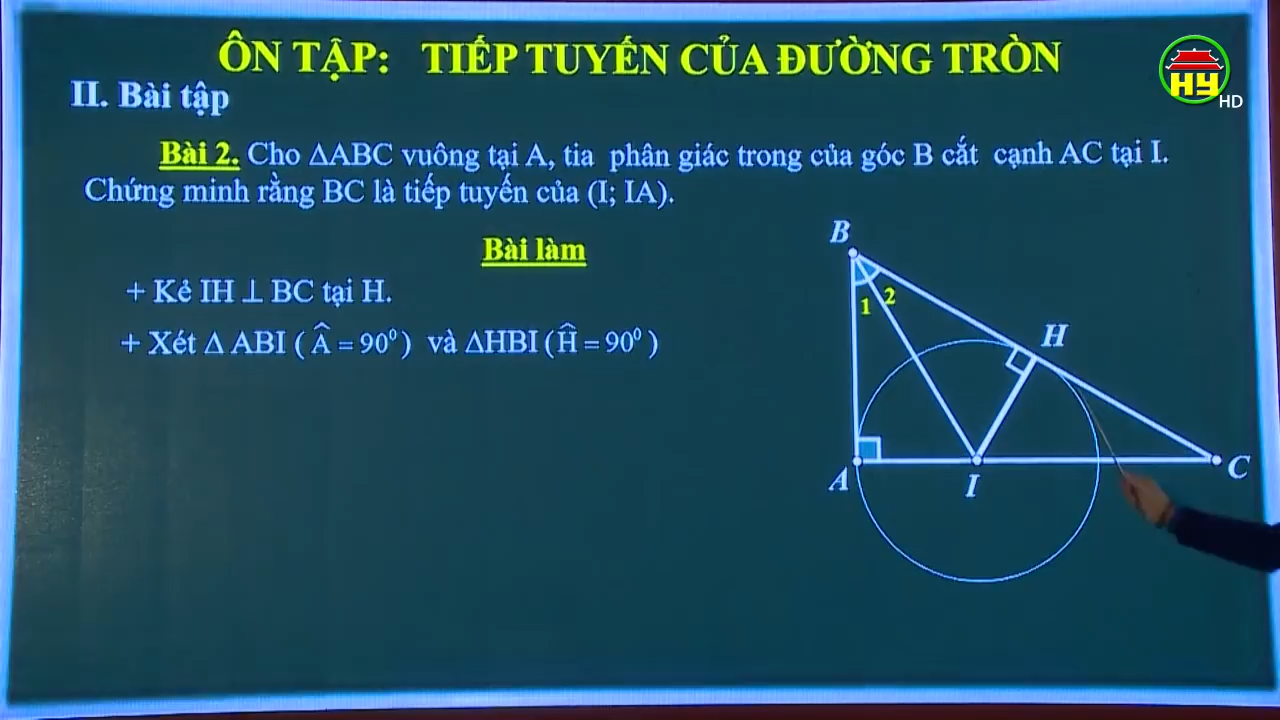 ÔN TẬP: TIẾP TUYẾN CỦA ĐƯỜNG TRÒN
HY
HD
II. Bài tập
Bài 2. Cho ΔABC vuông tại A, tia phân giác trong của góc B cắt cạnh AC tại I.
Chứng minh rằng BC là tiếp tuyến của (I; IA).
Bài làm
+ Kẻ IH ⊥ BC tại H.
+ Xét Δ ABI ( Â = 90⁰ ) và ΔHBI ( Ĥ = 90⁰ )
B
1 2
H
A
I
C